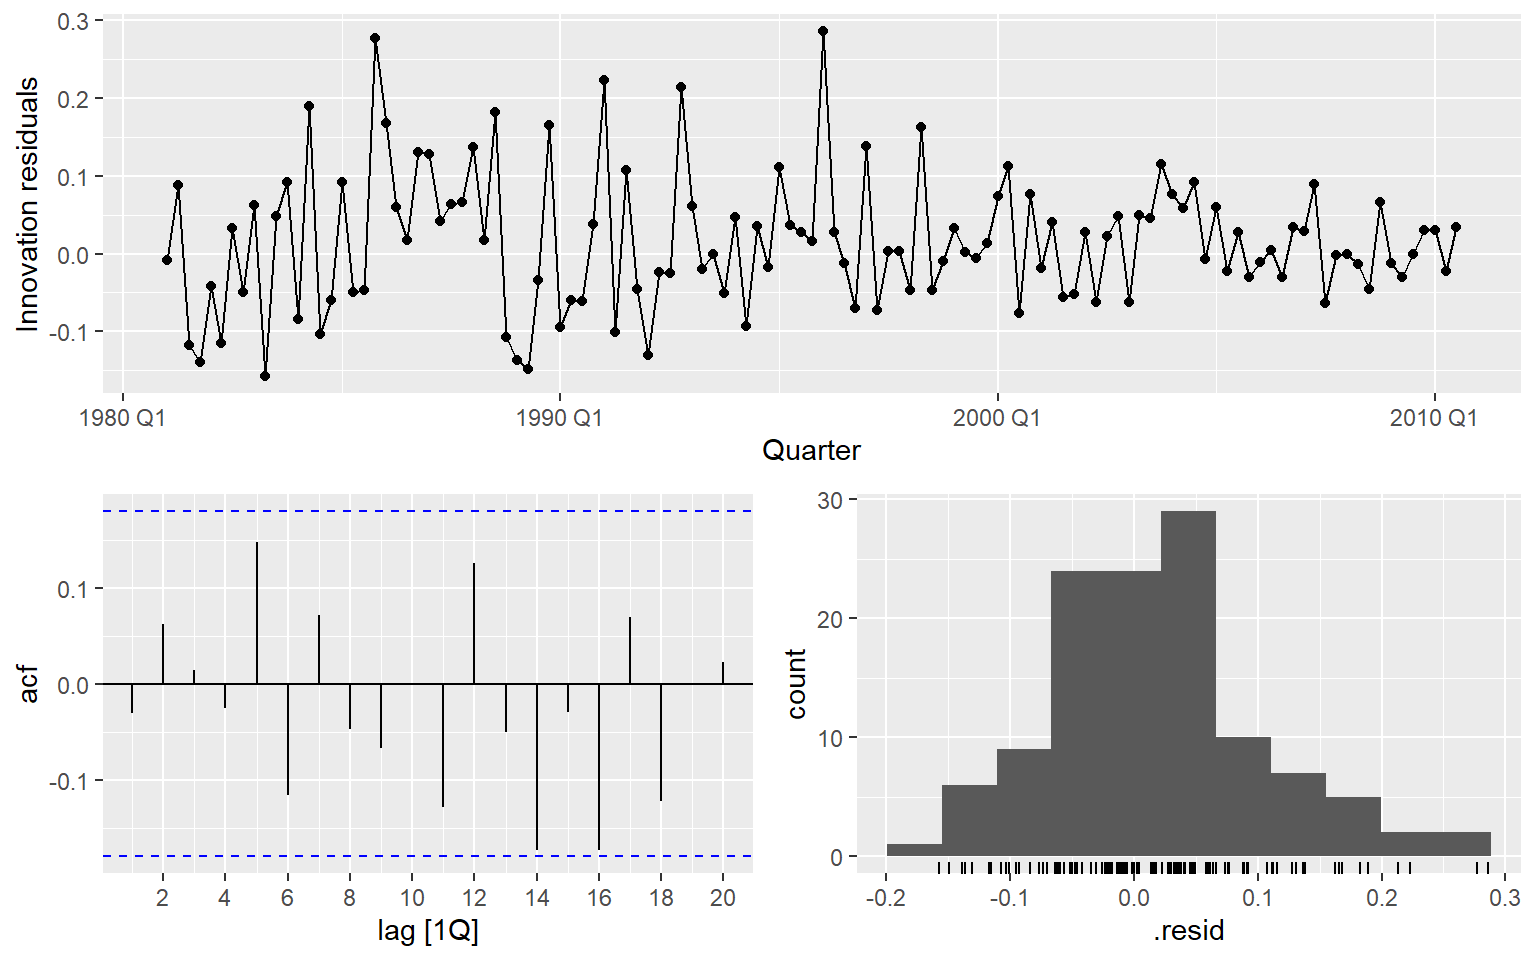 Innovation residuals
0.3
0.2
0.1
0.0
-0.1
1980 Q1 1990 Q1 2000 Q1 2010 Q1
Quarter
acf
0.1
0.0
-0.1
2 4 6 8 10 12 14 16 18 20
lag [1Q]
count
30
20
10
0
-0.2 -0.1 0.0 0.1 0.2 0.3
.resid